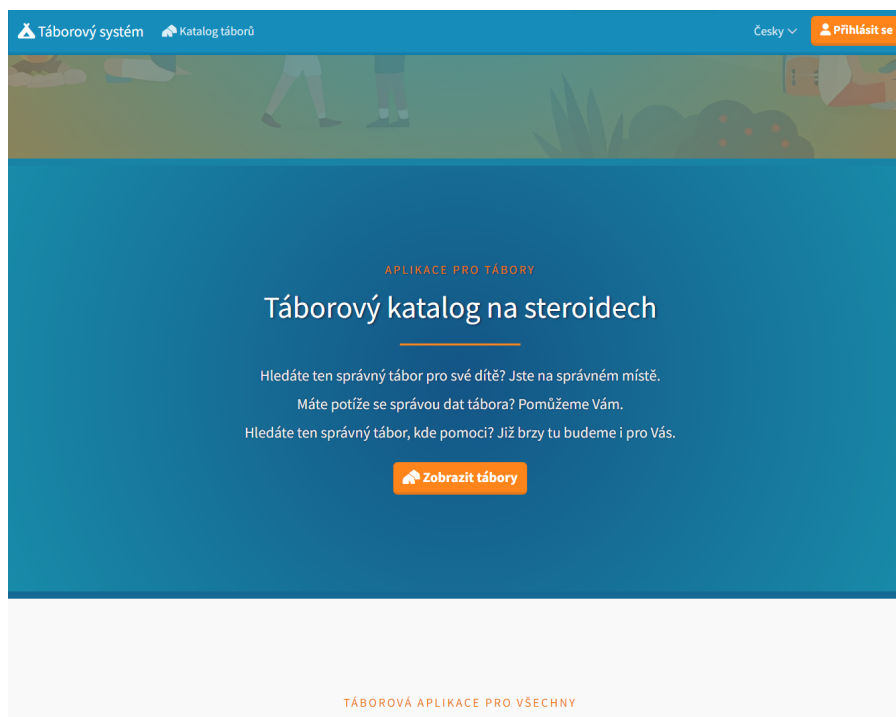 Táborový systém Katalog táborů Česky Přihlásit se
APLIKACE PRO TÁBORY
Táborový katalog na steroidech
Hledáte ten správný tábor pro své dítě? Jste na správném místě.
Máte potíže se správou dat tábora? Pomůžeme Vám.
Hledáte ten správný tábor, kde pomoci? Již brzy tu budeme i pro Vás.
Zobrazit tábory
TÁBOROVÁ APLIKACE PRO VŠECHNY